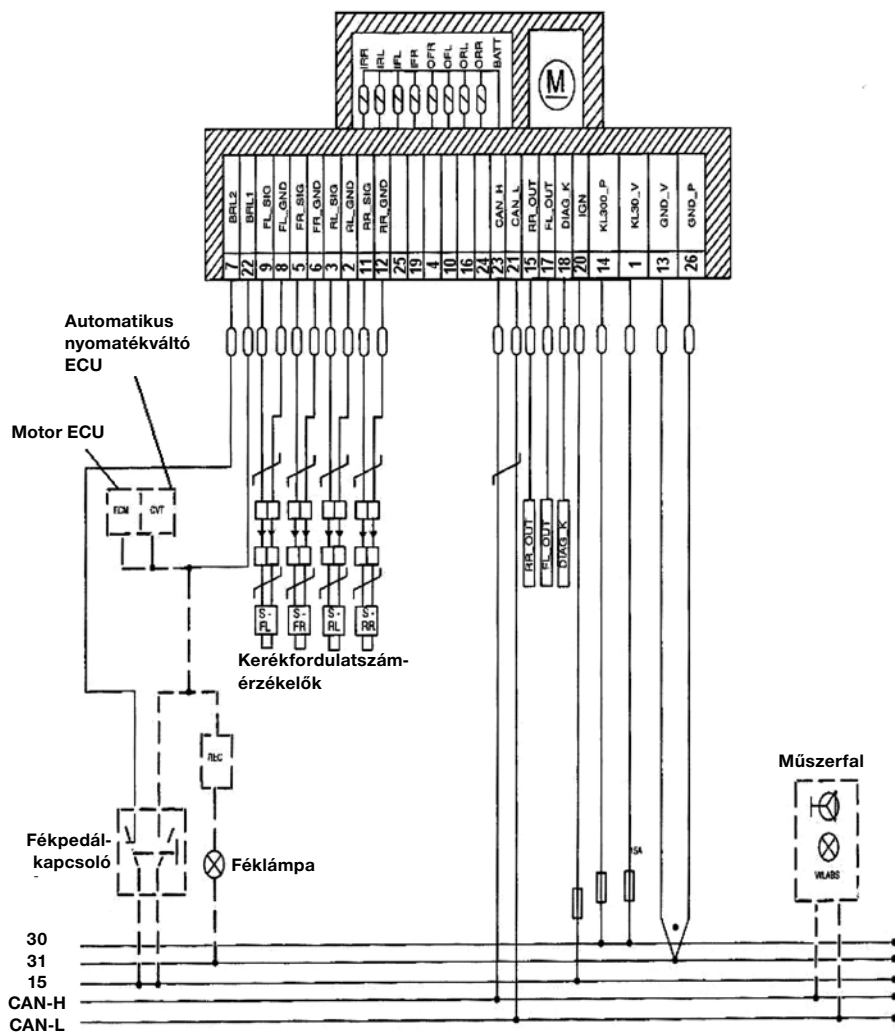 IRR
IRL
IFL
IFR
OFR
OFL
ORL
ORR
BATT
M
BRL2
BRL1
FL_SIG
FL_GND
FR_SIG
FR_GND
RL_SIG
RL_GND
RR_SIG
RR_GND
CAN_H
CAN_L
RR_OUT
FL_OUT
DIAG_K
IGN
KL300_P
KL30_V
GND_V
GND_P
7
22
9
8
5
6
3
2
11
12
25
19
4
10
16
24
23
21
15
17
18
20
14
1
13
26
Automatikus
nyomatékváltó
ECU
Motor ECU
ECM
CVT
RR_OUT
FL_OUT
DIAG_K
S-
FL
S-
FR
S-
RL
S-
RR
Kerékfordulatszám-
érzékelők
REC
Műszerfal
Fékpedál-
kapcsoló
Féklámpa
15A
30
31
15
CAN-H
CAN-L